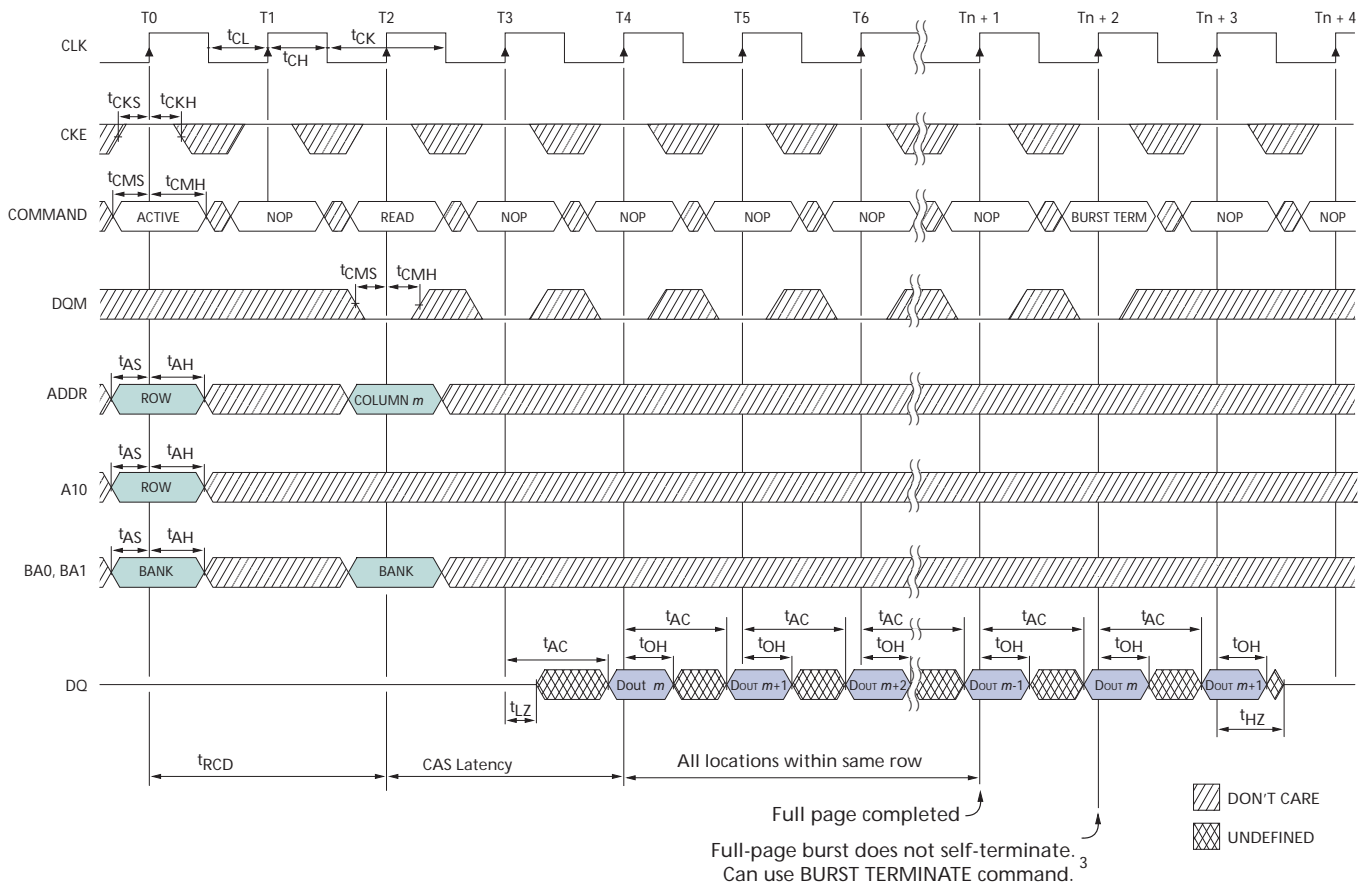 T0 T1 T2 T3 T4 T5 T6 Tn + 1 Tn + 2 Tn + 3 Tn + 4
CLK tCL tCH tCK
tCKS tCKH
CKE
tCMS tCMH
COMMAND ACTIVE NOP READ NOP NOP NOP NOP NOP BURST TERM NOP NOP
tCMS tCMH
DQM
tAS tAH
ADDR ROW COLUMN m
tAS tAH
A10 ROW
tAS tAH
BA0, BA1 BANK BANK
tAC tAC tAC tAC tAC tAC
tOH tOH tOH tOH tOH tOH
DQ DOUT m DOUT m+1 DOUT m+2 DOUT m-1 DOUT m DOUT m+1
tLZ tHZ
tRCD CAS Latency All locations within same row
Full page completed
Full-page burst does not self-terminate. 3
Can use BURST TERMINATE command.
DON'T CARE
UNDEFINED